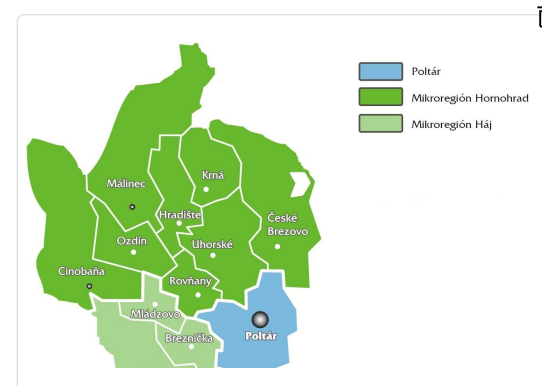 Poltár
Mikroregión Hornohrad
Mikroregión Háj
Krná
Málinec
Hradište
České
Brezovo
Ozdín
Uhorské
Cinobaňa
Rovňany
Mládzovo
Breznička
Poltár